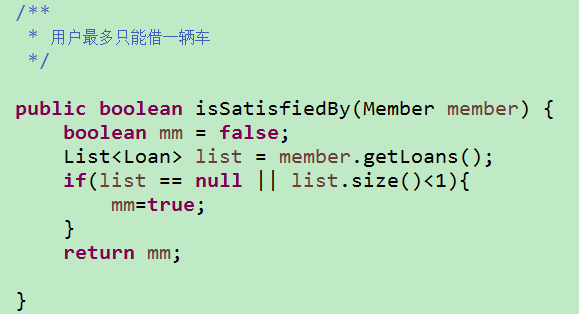 /**
 * 用户最多只能借一辆车
 */
public boolean isSatisfiedBy(Member member) {
    boolean mm = false;
    List<Loan> list = member.getLoans();
    if(list == null || list.size()<1){
        mm=true;
    }
    return mm;
}